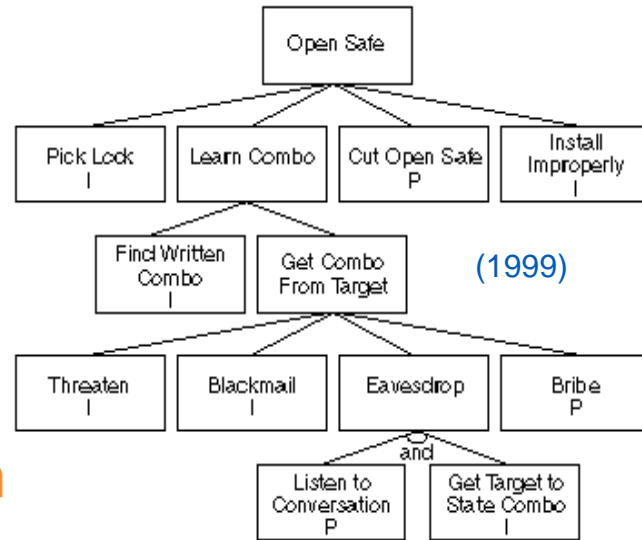 Open Safe
Pick Lock
I
Learn Combo
Cut Open Safe
P
Install
Improperly
I
Find Written
Combo
I
Get Combo
From Target
(1999)
Threaten
I
Blackmail
I
Eavesdrop
Bribe
P
and
Listen to
Conversation
P
Get Target to
State Combo
I